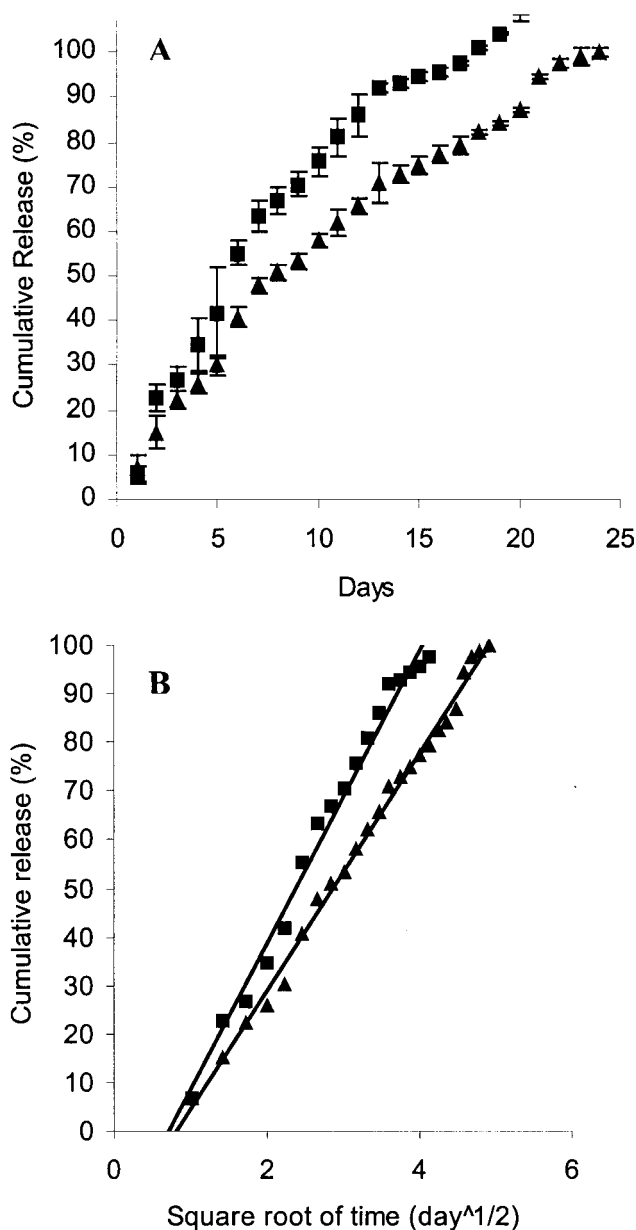 A
Cumulative Release (%)
100
90
80
70
60
50
40
30
20
10
0
0 5 10 15 20 25
Days
B
Cumulative release (%)
100
90
80
70
60
50
40
30
20
10
0
0 2 4 6
Square root of time (day^1/2)